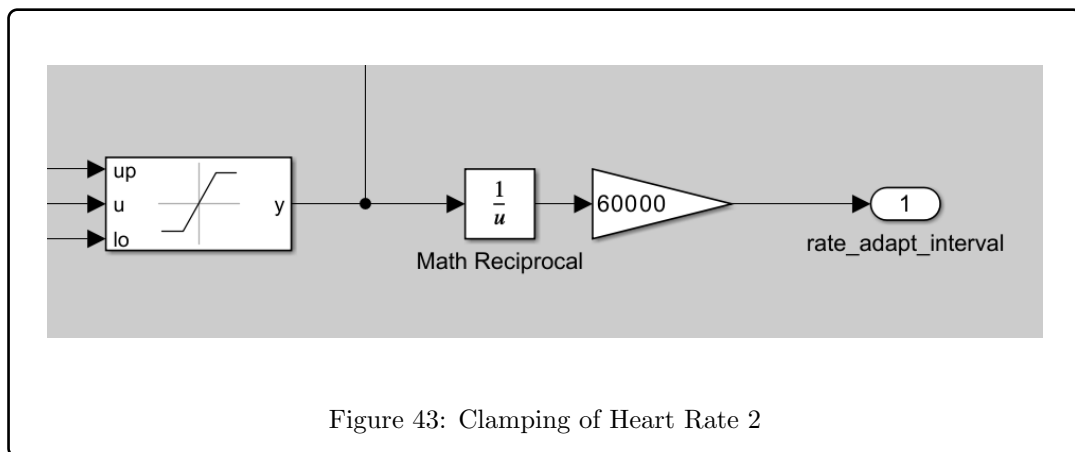 up
u
lo
y
1
u
Math Reciprocal
60000
1
rate_adapt_interval
Figure 43: Clamping of Heart Rate 2